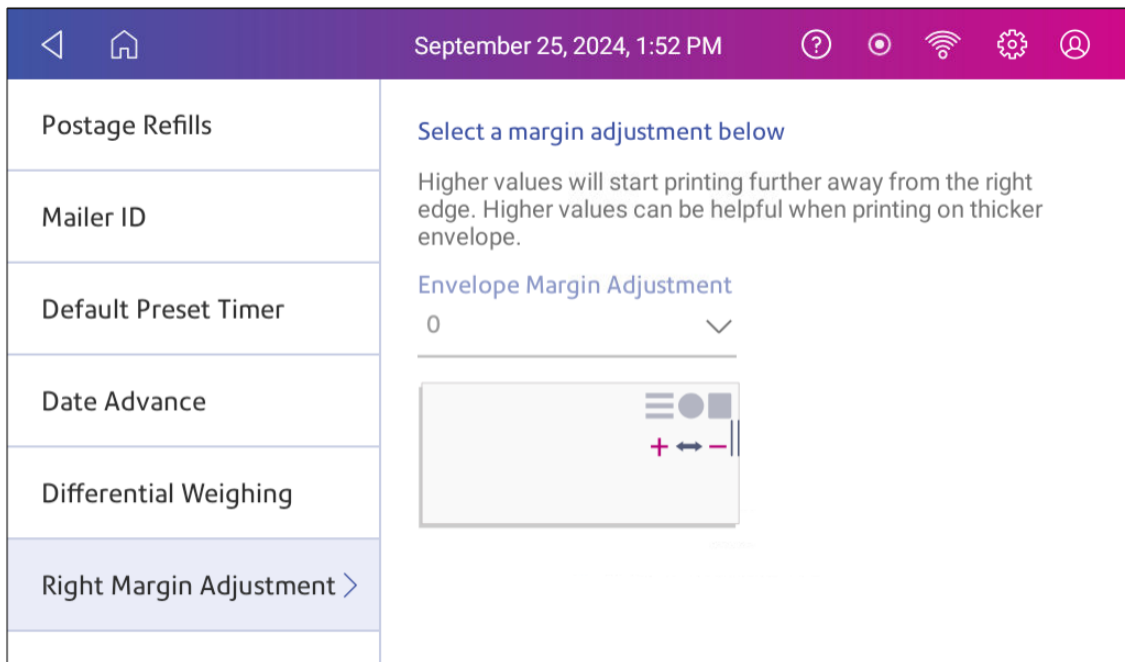 September 25, 2024, 1:52 PM
Postage Refills
Mailer ID
Default Preset Timer
Date Advance
Differential Weighing
Right Margin Adjustment
Select a margin adjustment below
Higher values will start printing further away from the right
edge. Higher values can be helpful when printing on thicker
envelope.
Envelope Margin Adjustment
0